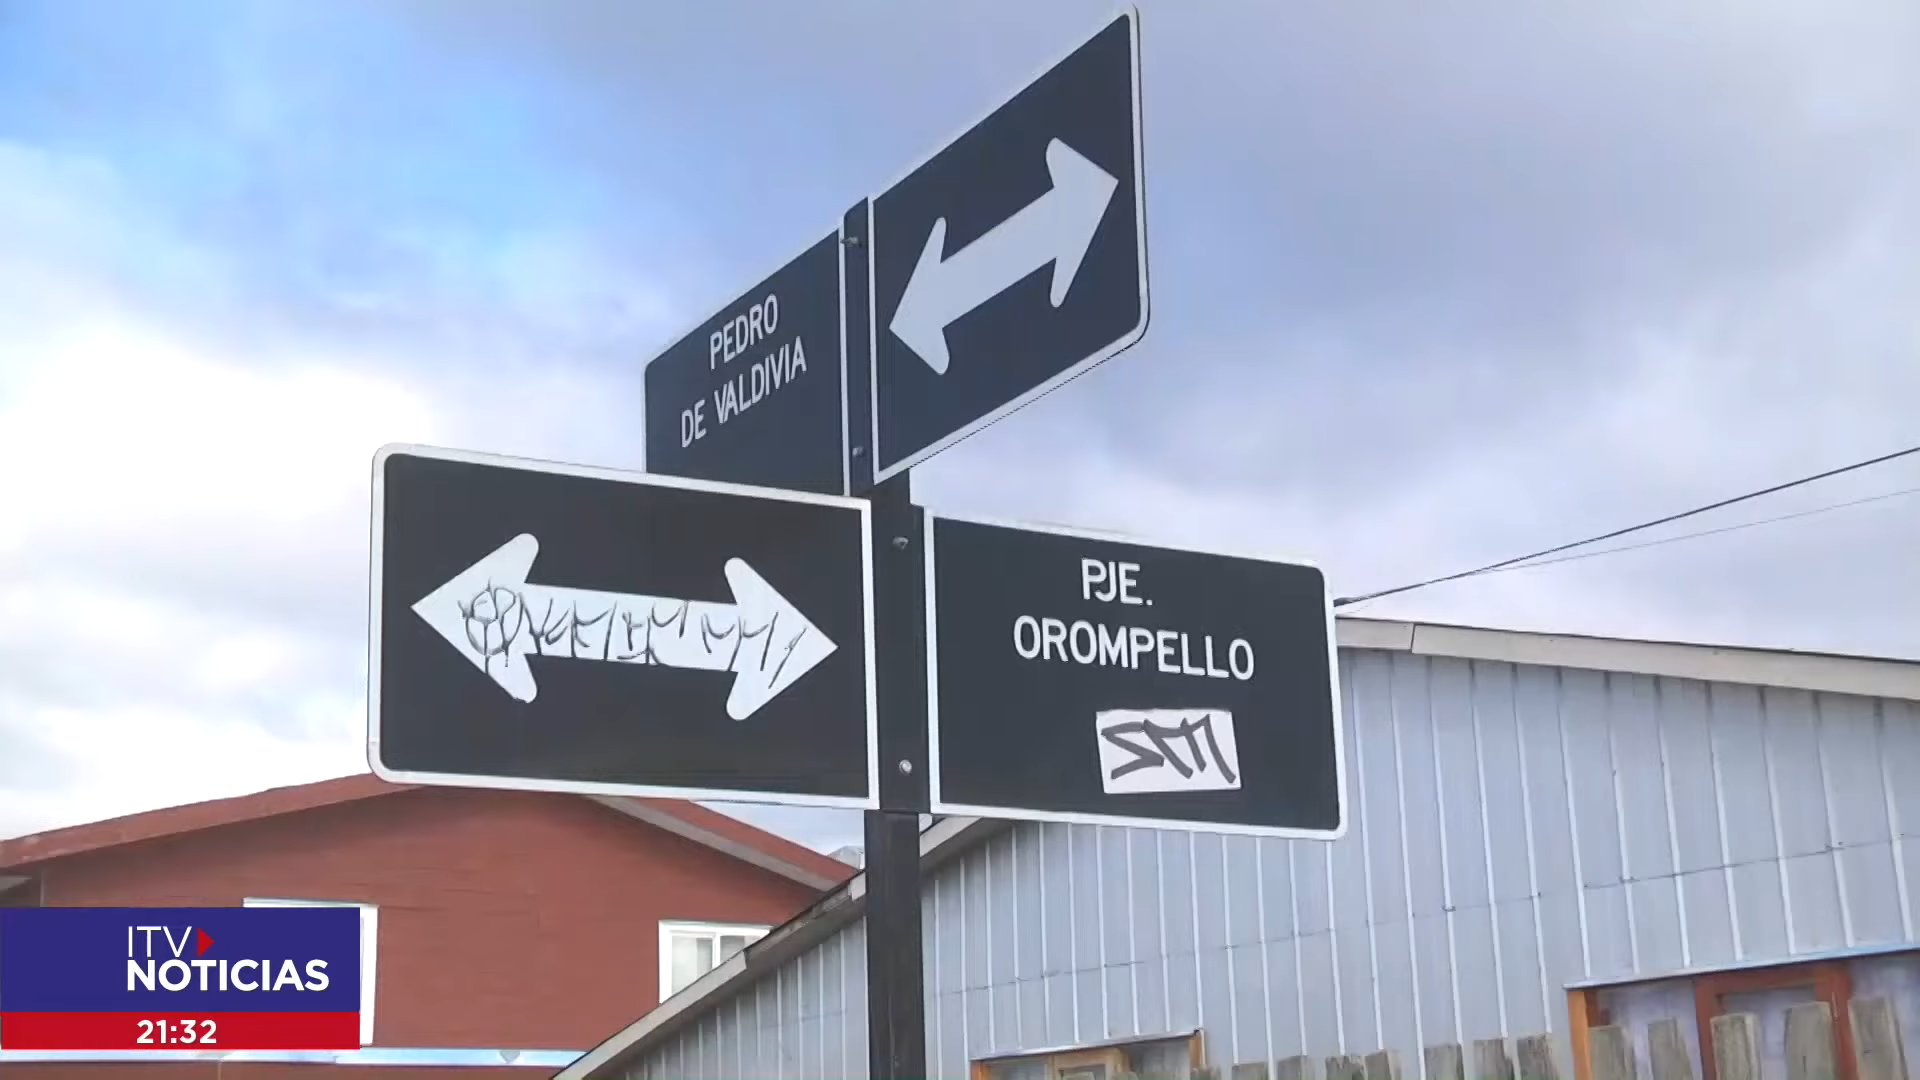 PEDRO
DE VALDIVIA
PJE.
OROMPELLO
ITV
NOTICIAS
21:32